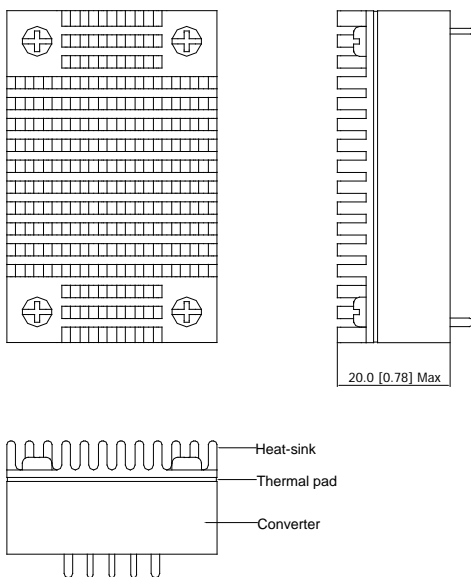 20.0 [0.78] Max
Heat-sink
Thermal pad
Converter